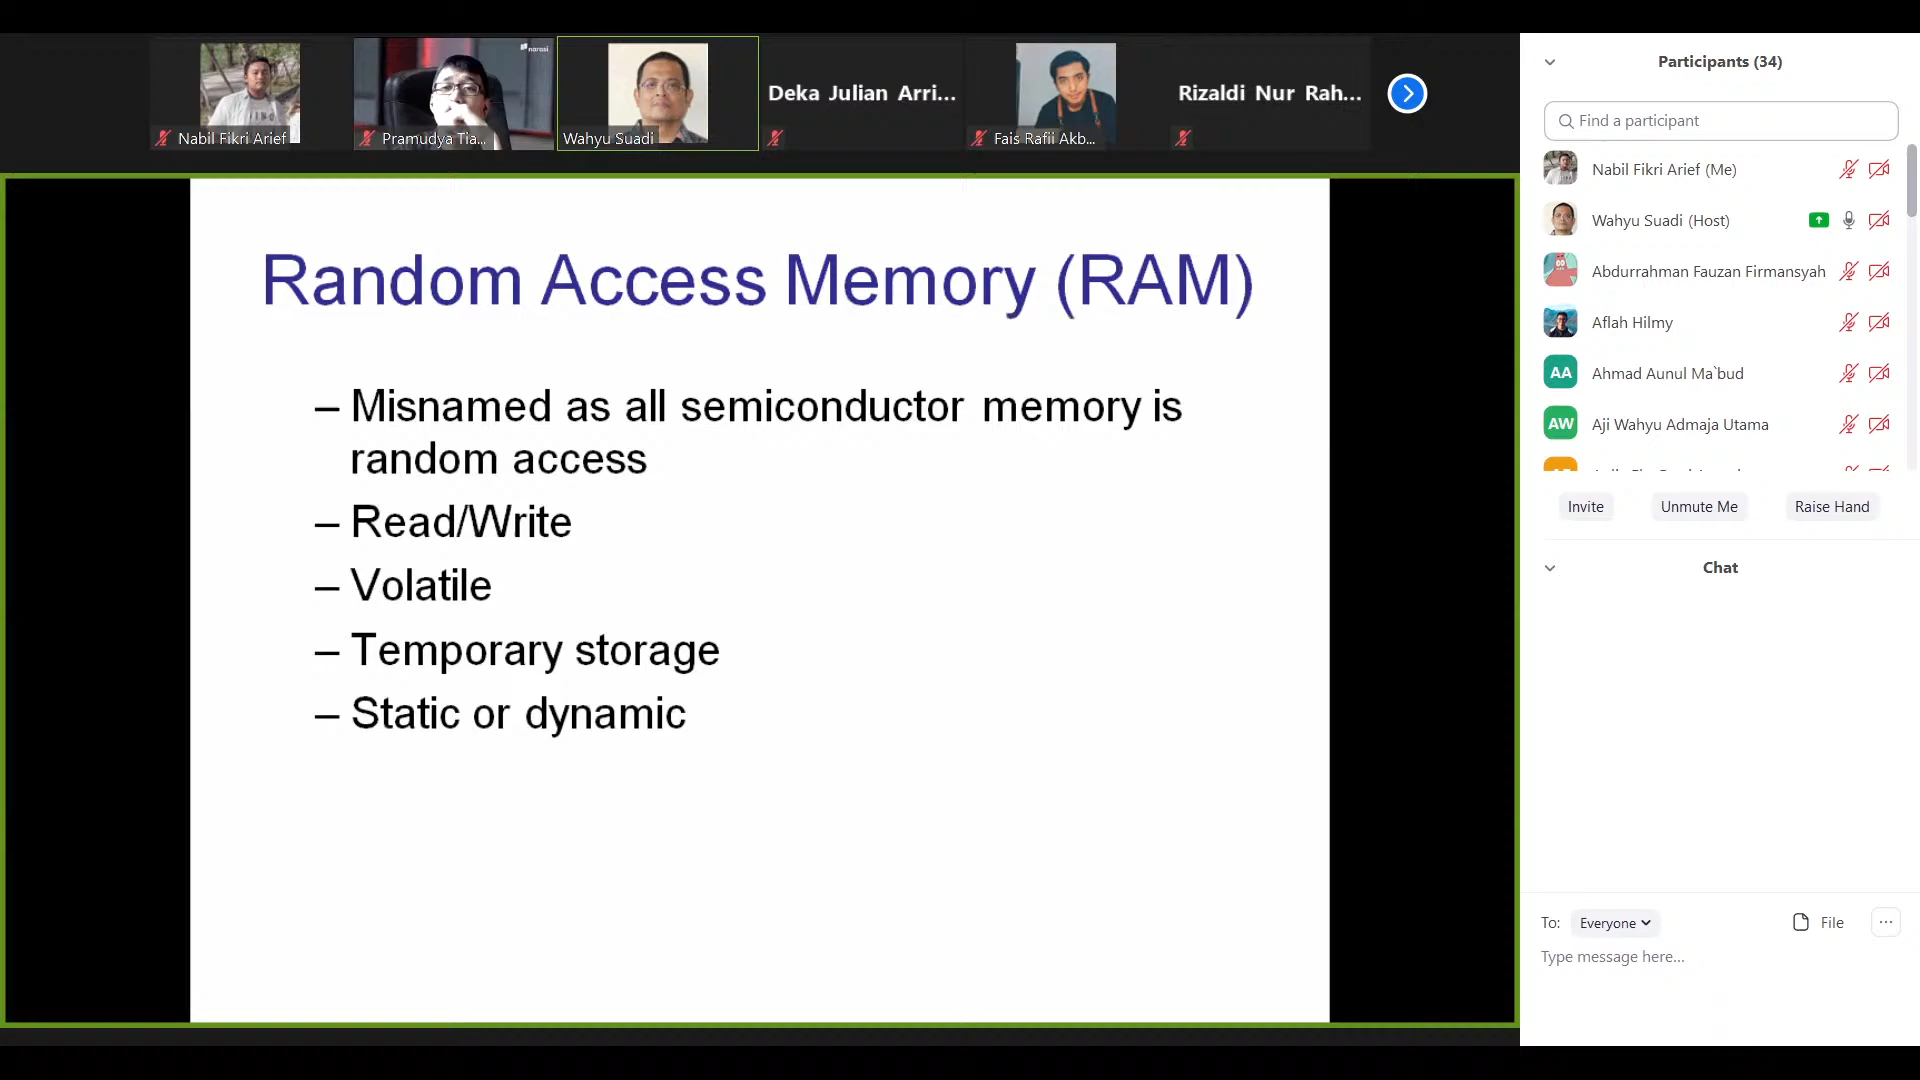 narasi
Nabil Fikri Arief
Pramudya Tia...
Wahyu Suadi
Deka Julian Arri...
Fais Rafii Akb...
Rizaldi Nur Rah...
Random Access Memory (RAM)
– Misnamed as all semiconductor memory is
random access
– Read/Write
– Volatile
– Temporary storage
– Static or dynamic
Participants (34)
Find a participant
Nabil Fikri Arief (Me)
Wahyu Suadi (Host)
Abdurrahman Fauzan Firmansyah
Aflah Hilmy
AA Ahmad Aunul Ma`bud
AW Aji Wahyu Admaja Utama
Invite Unmute Me Raise Hand
Chat
To: Everyone File ...
Type message here...